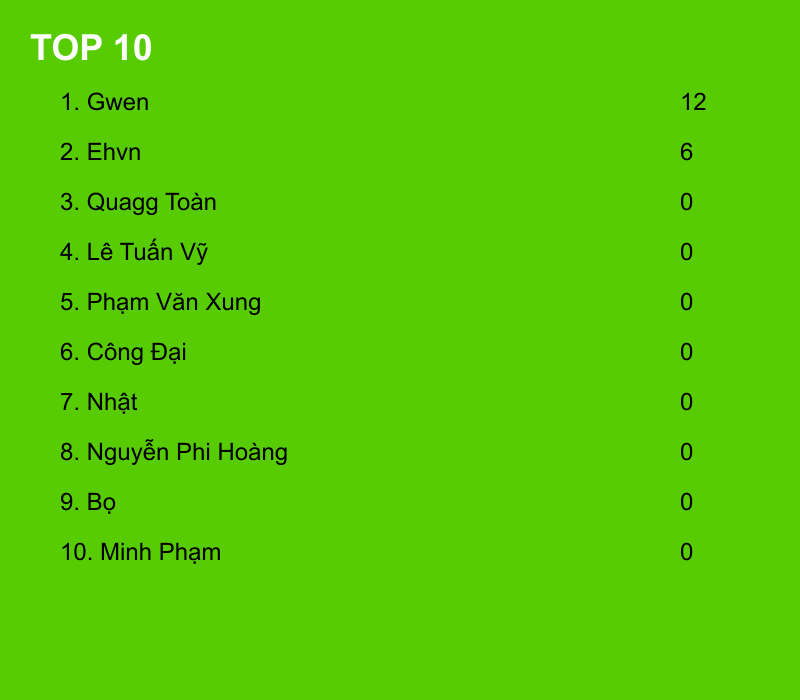 TOP 10
1. Gwen 12
2. Ehvn 6
3. Quagg Toàn 0
4. Lê Tuấn Vỹ 0
5. Phạm Văn Xung 0
6. Công Đại 0
7. Nhật 0
8. Nguyễn Phi Hoàng 0
9. Bọ 0
10. Minh Phạm 0